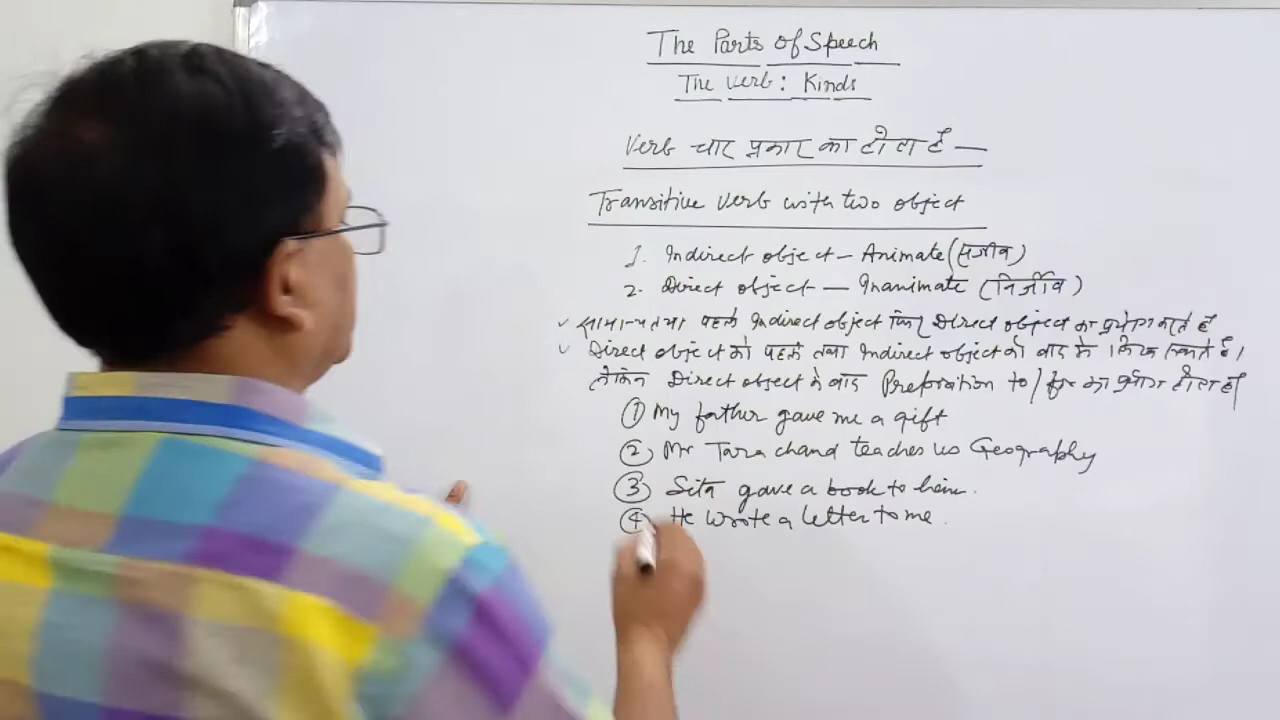 The Parts of Speech
The Verb : Kinds
Verb चार प्रकार का होता है —
Transitive Verb with two object
1. Indirect object – Animate (सजीव)
2. Direct object — Inanimate (निर्जीव)
✓ सामान्यतया पहले Indirect object फिर Direct object का प्रयोग करते हैं
✓ Direct object को पहले तथा Indirect object को बाद में लिख सकते हैं।
लेकिन Direct object के बाद Preposition to / for का प्रयोग होता है
① My father gave me a gift
② Mr Tara chand teaches us Geography
③ Sita gave a book to him.
④ He wrote a letter to me.